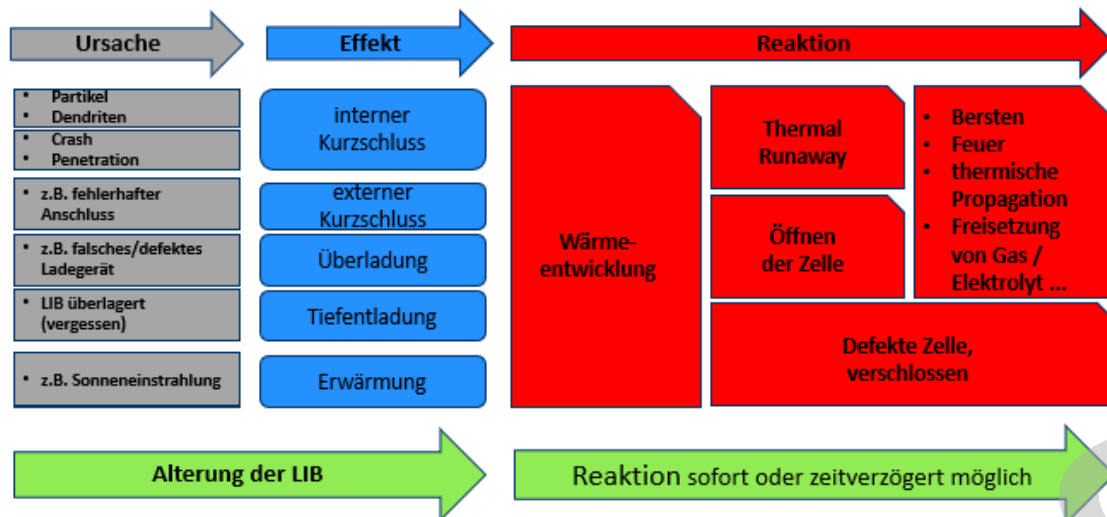 Ursache
Effekt
Reaktion
• Partikel
• Dendriten
• Crash
• Penetration
interner
Kurzschluss
• z.B. fehlerhafter
Anschluss
externer
Kurzschluss
• z.B. falsches/defektes
Ladegerät
Überladung
• LIB überlagert
(vergessen)
Tiefentladung
• z.B. Sonneneinstrahlung
Erwärmung
Wärme-
entwicklung
Thermal
Runaway
Öffnen
der Zelle
• Bersten
• Feuer
• thermische
Propagation
• Freisetzung
von Gas /
Elektrolyt ...
Defekte Zelle,
verschlossen
Alterung der LIB
Reaktion sofort oder zeitverzögert möglich